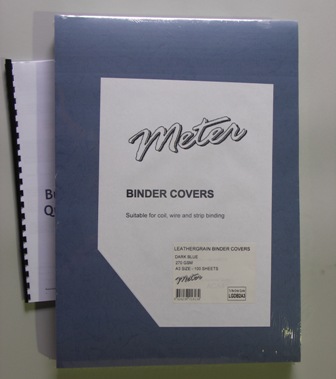 Meter
BINDER COVERS
Suitable for coil, wire and strip binding
LEATHERGRAIN BINDER COVERS
DARK BLUE
270 GSM
A3 SIZE - 100 SHEETS
Meter
LGDB0A3